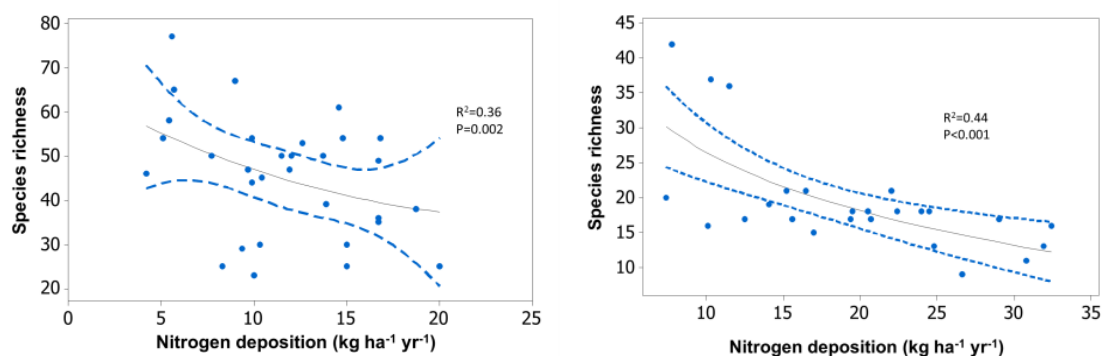 80
70
60
50
40
30
20
Species richness
R²=0.36
P=0.002
0 5 10 15 20 25
Nitrogen deposition (kg ha⁻¹ yr⁻¹)
45
40
35
30
25
20
15
10
Species richness
R²=0.44
P<0.001
10 15 20 25 30 35
Nitrogen deposition (kg ha⁻¹ yr⁻¹)